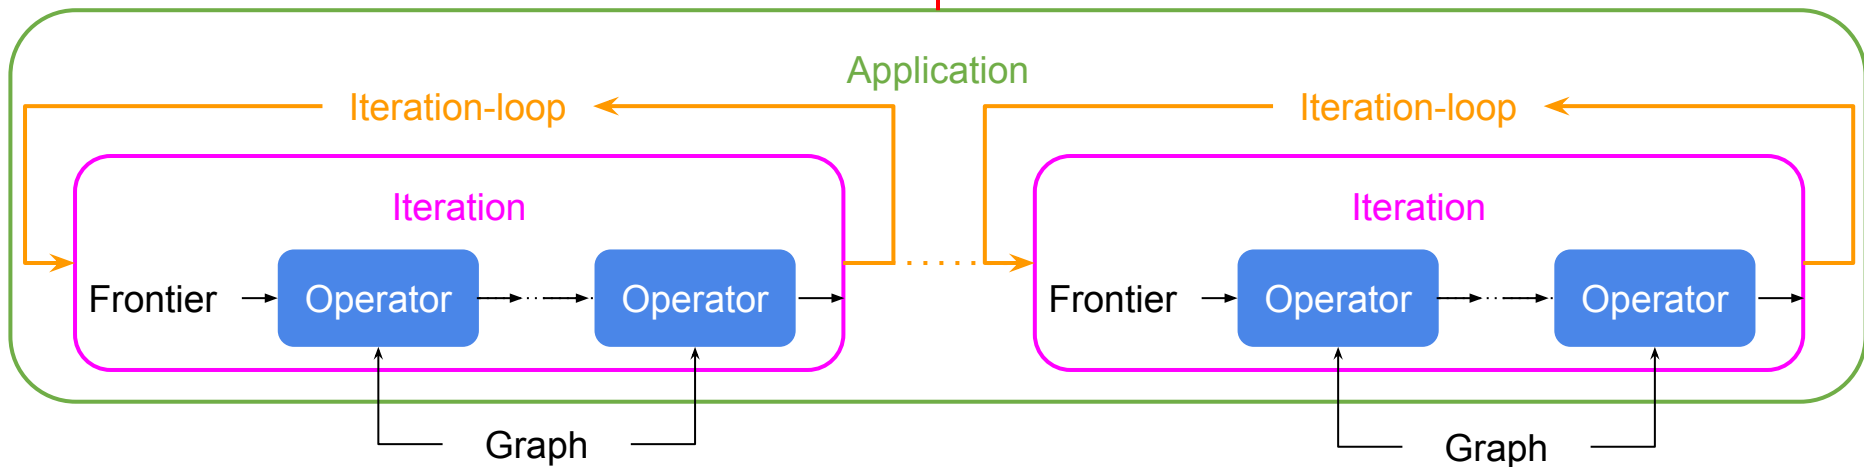 Application
Iteration-loop
Iteration-loop
Iteration
Iteration
Frontier
Operator
Operator
Frontier
Operator
Operator
Graph
Graph